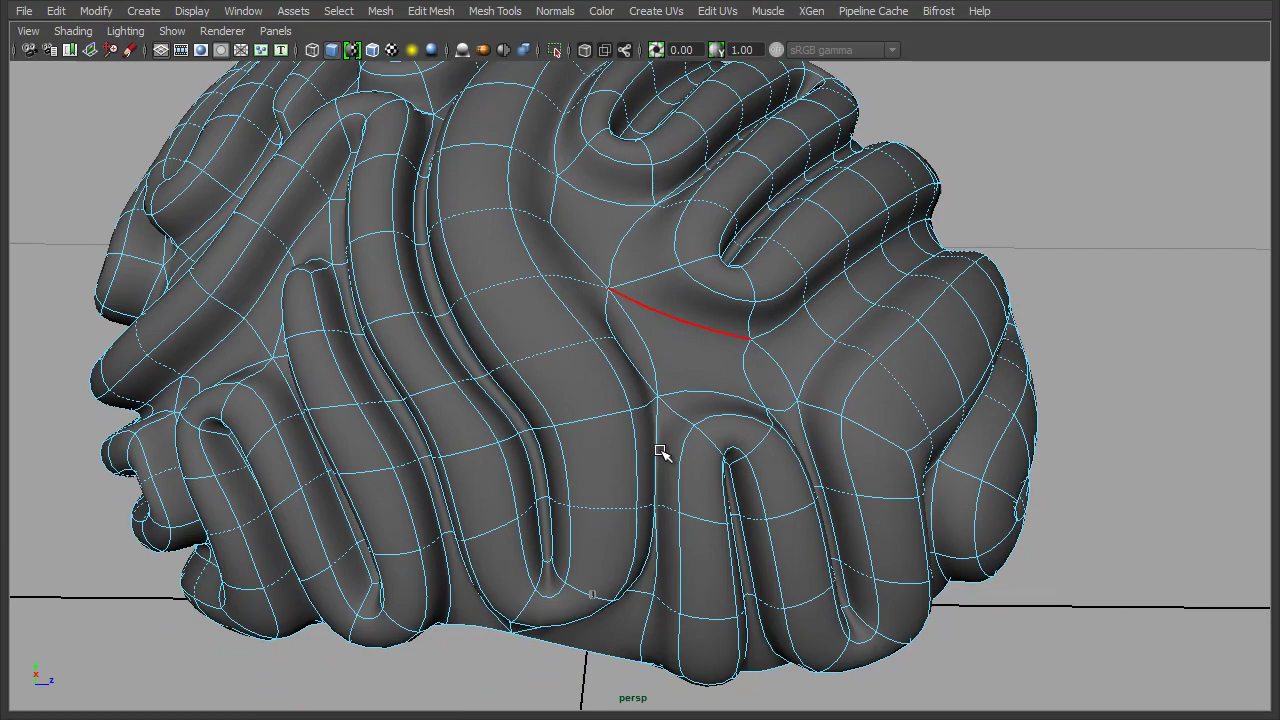 File Edit Modify Create Display Window Assets Select Mesh Edit Mesh Mesh Tools Normals Color Create UVs Edit UVs Muscle XGen Pipeline Cache Bifrost Help
View Shading Lighting Show Renderer Panels
0.00 1.00 sRGB gamma
y
x
z
persp